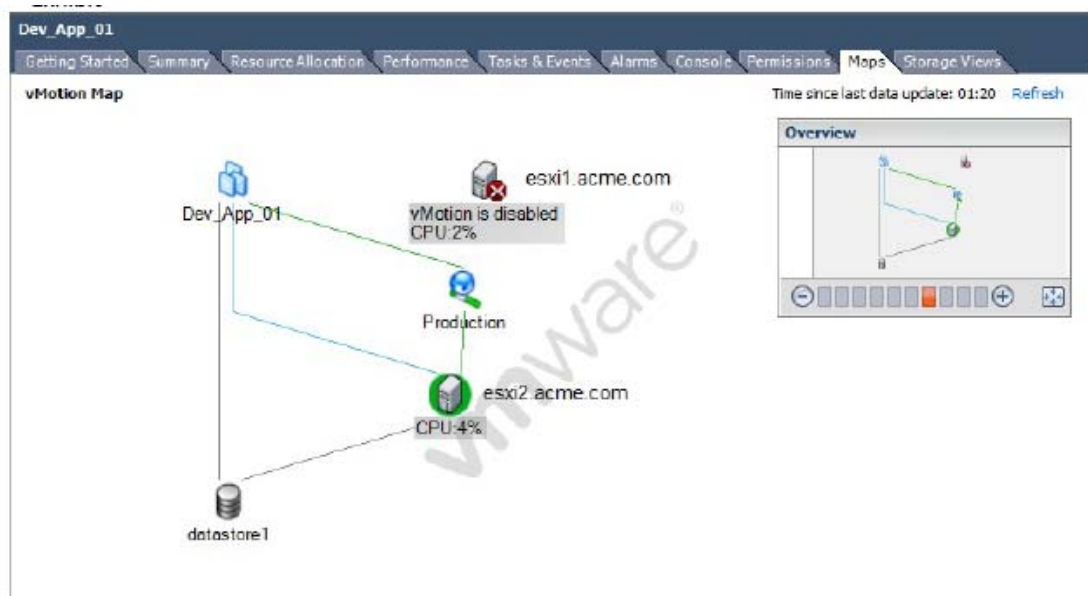 Dev_App_01
Getting Started Summary Resource Allocation Performance Tasks & Events Alarms Console Permissions Maps Storage Views
vMotion Map
Time since last data update: 01:20 Refresh
Overview
Dev_App_01
esxi1.acme.com
vMotion is disabled
CPU:2%
Production
esxi2.acme.com
CPU:4%
datastore1
vmware